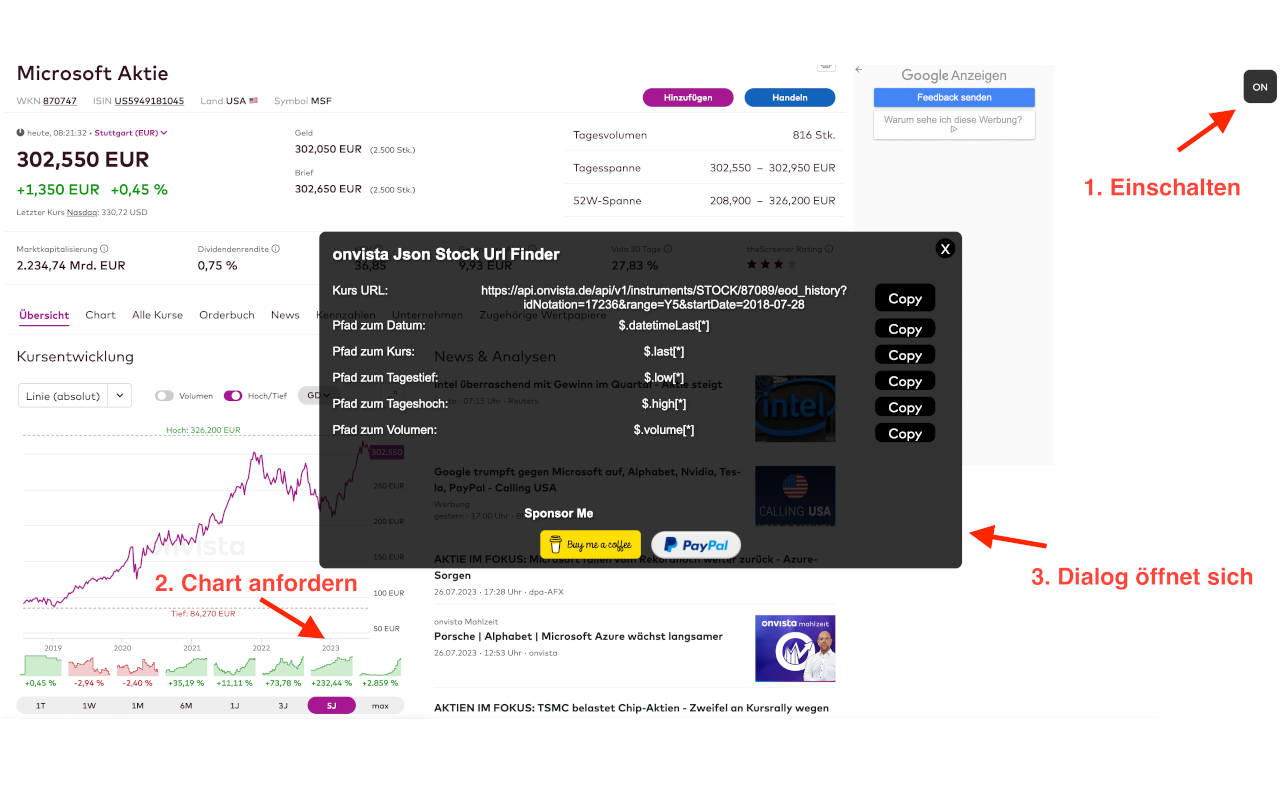 Microsoft Aktie
WKN 870747 ISIN US5949181045 Land USA Symbol MSF
Hinzufügen Handeln
Google Anzeigen
Feedback senden
Warum sehe ich diese Werbung?
ON
1. Einschalten
heute, 08:21:32 • Stuttgart (EUR)
302,550 EUR
+1,350 EUR +0,45 %
Letzter Kurs Nasdaq: 330,72 USD
Geld
302,050 EUR (2.500 Stk.)
Brief
302,650 EUR (2.500 Stk.)
Tagesvolumen 816 Stk.
Tagesspanne 302,550 – 302,950 EUR
52W-Spanne 208,900 – 326,200 EUR
Marktkapitalisierung
2.234,74 Mrd. EUR
Dividendenrendite
0,75 %
36,85
9,93 EUR
Vola 30 Tage
27,83 %
theScreener Rating
onvista Json Stock Url Finder
X
Kurs URL: https://api.onvista.de/api/v1/instruments/STOCK/87089/eod_history?
idNotation=17236&range=Y5&startDate=2018-07-28 Copy
Pfad zum Datum: $.datetimeLast[*] Copy
Pfad zum Kurs: $.last[*] Copy
Pfad zum Tagestief: $.low[*] Copy
Pfad zum Tageshoch: $.high[*] Copy
Pfad zum Volumen: $.volume[*] Copy
Sponsor Me
Buy me a coffee PayPal
Übersicht Chart Alle Kurse Orderbuch News Kennzahlen Unternehmen Zugehörige Wertpapiere
Kursentwicklung
Linie (absolut) Volumen Hoch/Tief GD
Hoch: 326,200 EUR
302,550
250 EUR
200 EUR
150 EUR
100 EUR
50 EUR
onvista
2. Chart anfordern
Tief: 84,270 EUR
2019 2020 2021 2022 2023
+0,45 % -2,94 % -2,40 % +35,19 % +11,11 % +73,78 % +232,44 % +2.859 %
1T 1W 1M 6M 1J 3J 5J max
News & Analysen
Intel überraschend mit Gewinn im Quartal - Aktie steigt
heute · 07:15 Uhr · Reuters
intel
Google trumpft gegen Microsoft auf, Alphabet, Nvidia, Tes-
la, PayPal - Calling USA
Werbung
gestern · 17:00 Uhr ·
CALLING USA
AKTIE IM FOKUS: Microsoft fallen vom Rekordhoch weiter zurück - Azure-
Sorgen
26.07.2023 · 17:28 Uhr · dpa-AFX
onvista Mahlzeit
Porsche | Alphabet | Microsoft Azure wächst langsamer
26.07.2023 · 12:53 Uhr · onvista
onvista mahlzeit
AKTIEN IM FOKUS: TSMC belastet Chip-Aktien - Zweifel an Kursrally wegen
3. Dialog öffnet sich